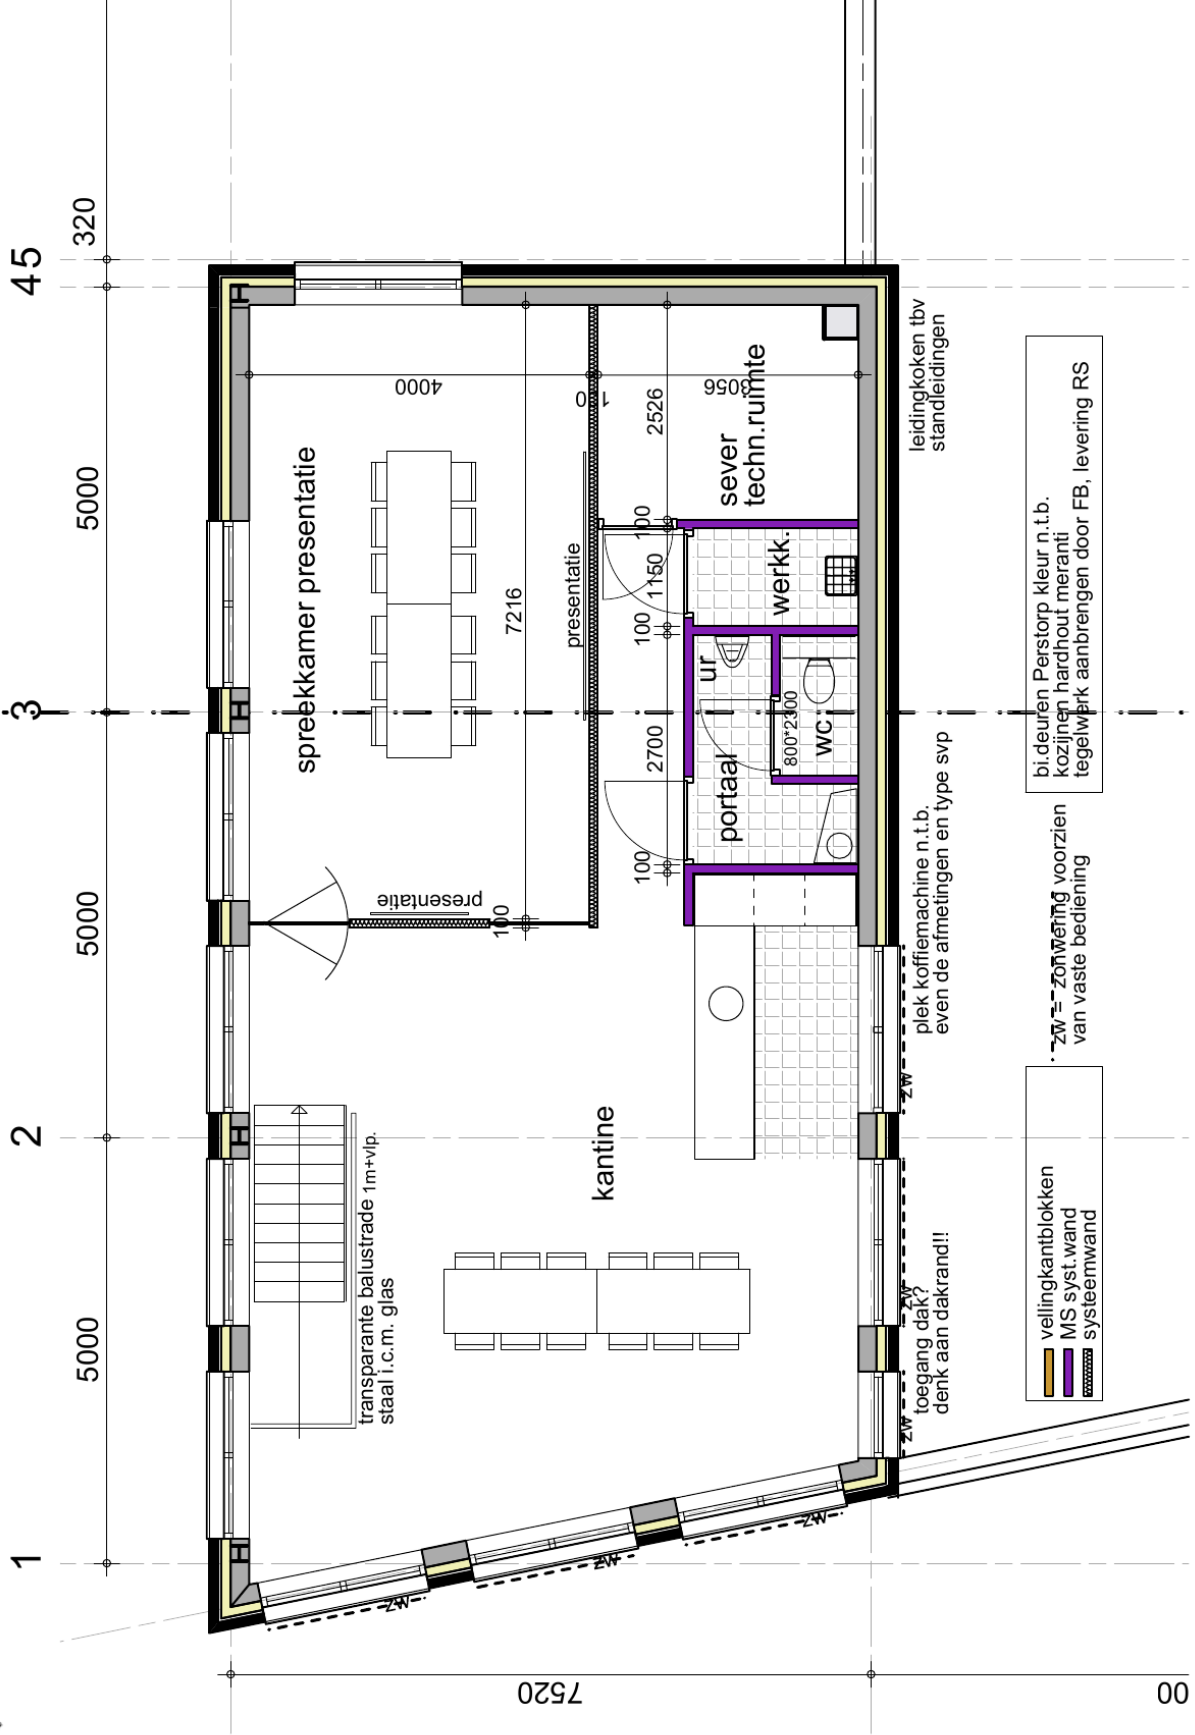 4 5
3
2
1
320
5000
5000
5000
7520
00
H
H
H
H
spreekkamer presentatie
4000
100
3056
7216
2526
sever
techn.ruimte
100
1150
100
2700
100
100
presentatie
presentatie
werkk.
ur
portaal
wc
800*2300
kantine
transparante balustrade 1m+vlp.
staal i.c.m. glas
leidingkoken tbv
standleidingen
plek koffiemachine n.t.b.
even de afmetingen en type svp
toegang dak?
denk aan dakrand!!
zw
zw
zw
zw
zw
zw
bi.deuren Perstorp kleur n.t.b.
kozijnen hardhout meranti
tegelwerk aanbrengen door FB, levering RS
zw = zonwering voorzien
van vaste bediening
vellingkantblokken
MS syst.wand
systeemwand